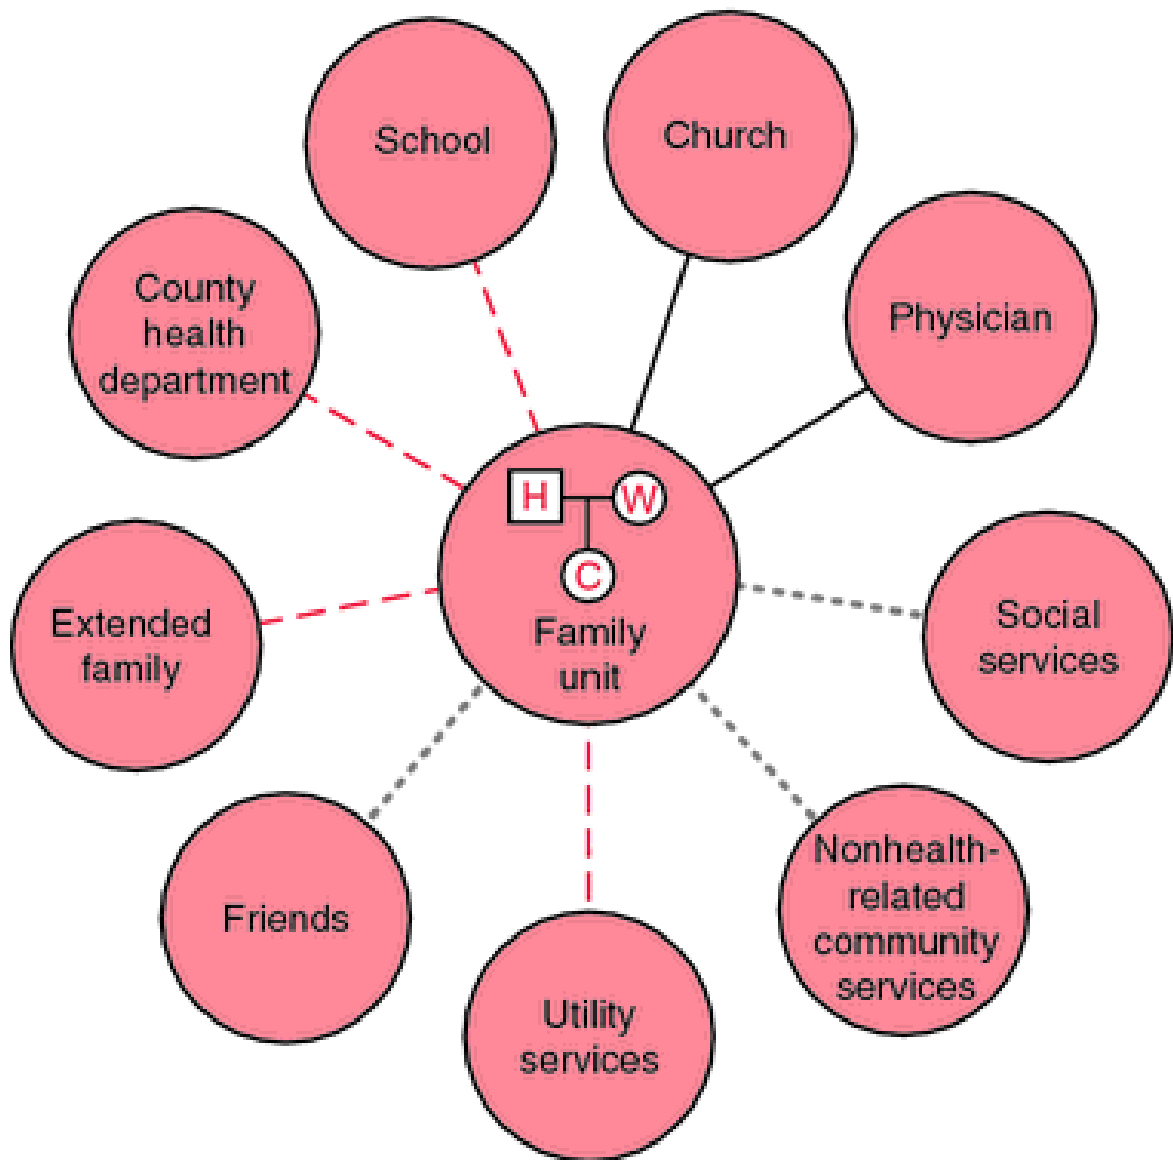 School
Church
County
health
department
Physician
H
W
C
Family
unit
Extended
family
Social
services
Friends
Nonhealth-
related
community
services
Utility
services